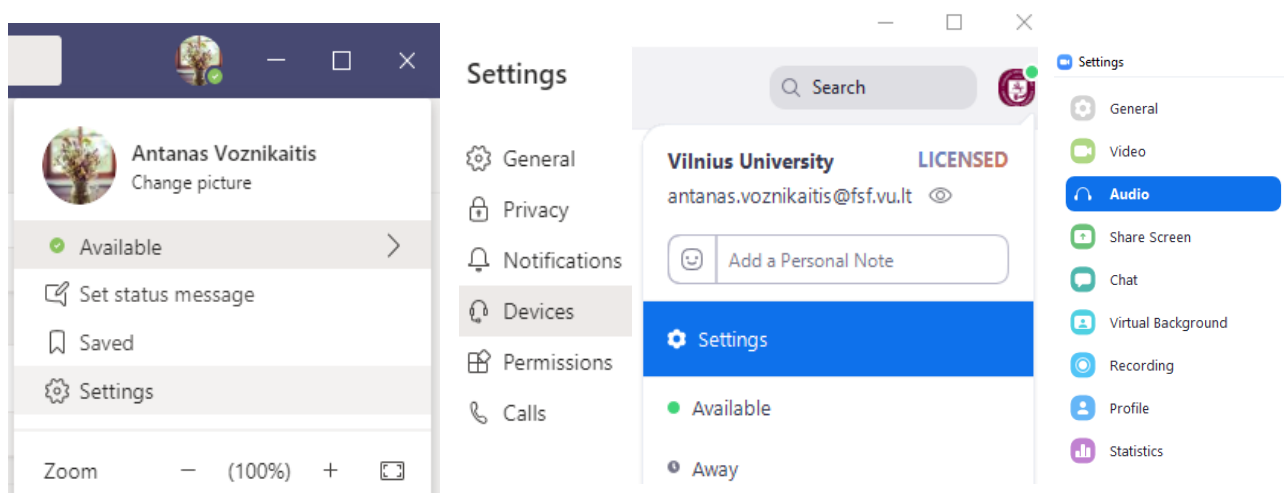 Antanas Voznikaitis
Change picture
Available
Set status message
Saved
Settings
Zoom — (100%) +
Settings
General
Privacy
Notifications
Devices
Permissions
Calls
Search
Vilnius University LICENSED
antanas.voznikaitis@fsf.vu.lt
Add a Personal Note
Settings
Available
Away
Settings
General
Video
Audio
Share Screen
Chat
Virtual Background
Recording
Profile
Statistics